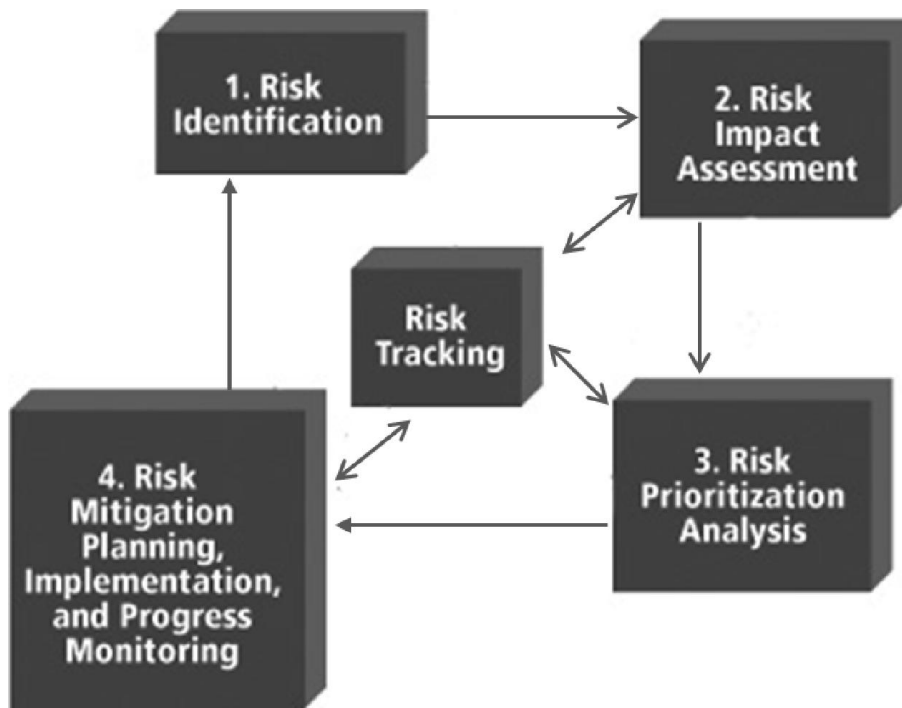 1. Risk
Identification
2. Risk
Impact
Assessment
Risk
Tracking
3. Risk
Prioritization
Analysis
4. Risk
Mitigation
Planning,
Implementation,
and Progress
Monitoring